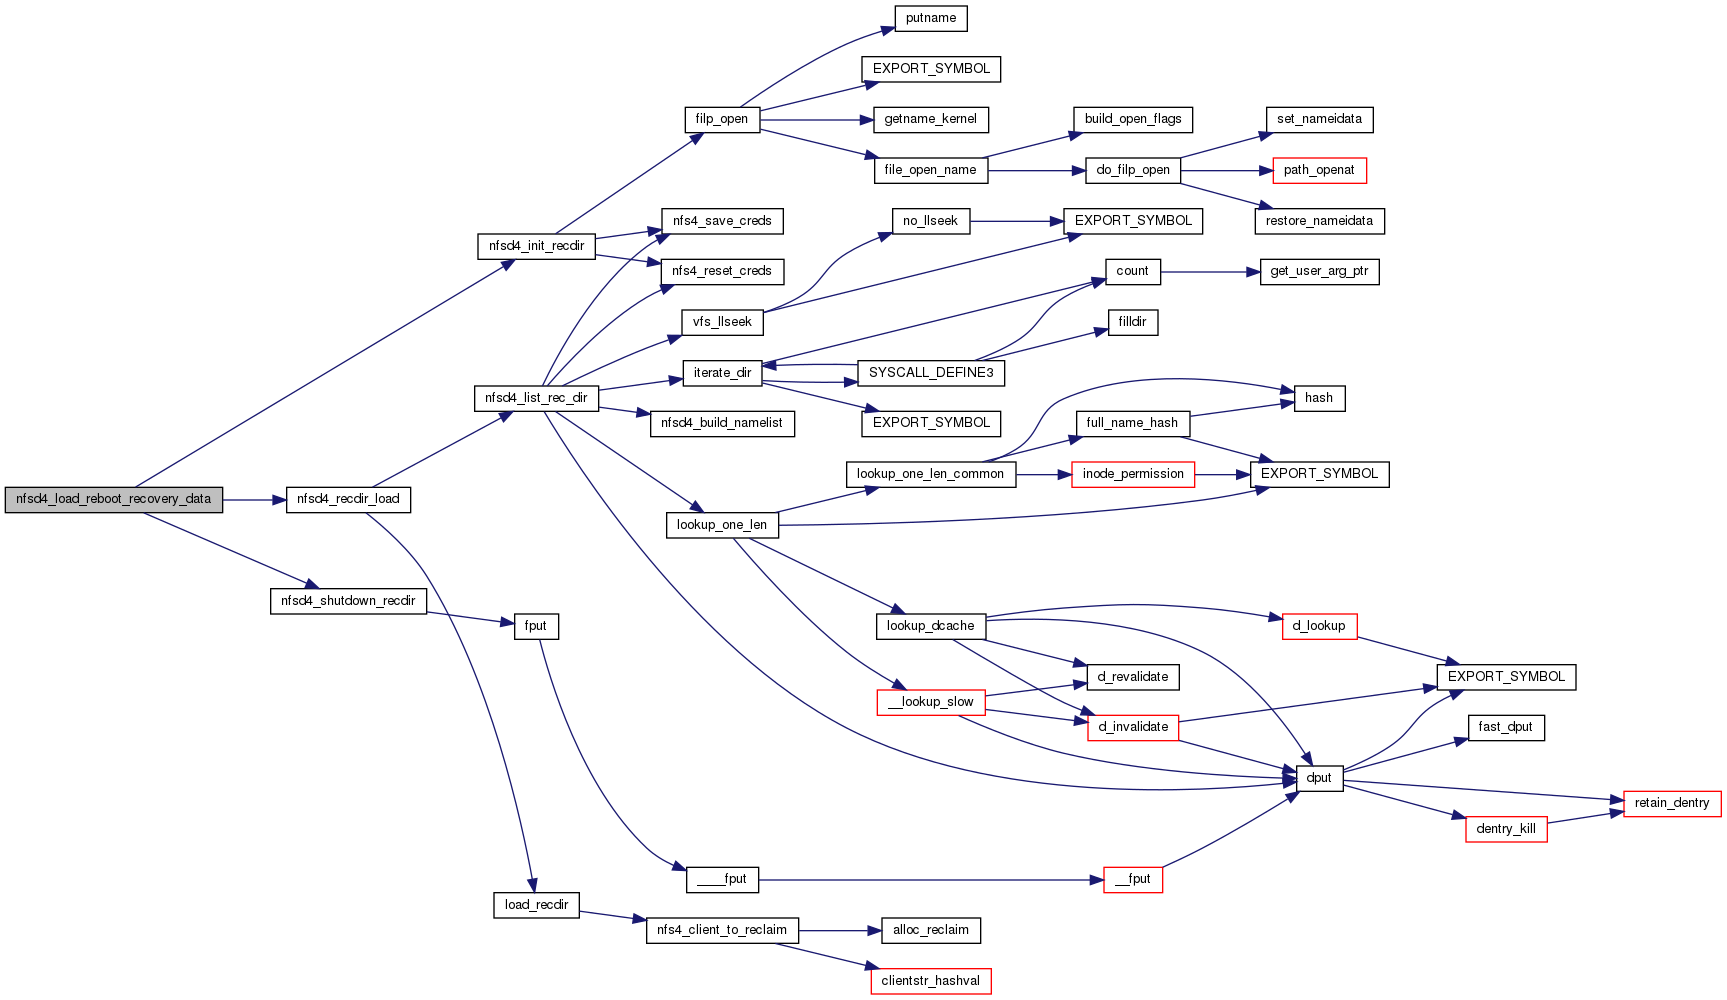 putname
EXPORT_SYMBOL
filp_open
getname_kernel
build_open_flags
set_nameidata
file_open_name
do_filp_open
path_openat
nfs4_save_creds
no_llseek
EXPORT_SYMBOL
restore_nameidata
nfsd4_init_recdir
nfs4_reset_creds
count
get_user_arg_ptr
vfs_llseek
filldir
iterate_dir
SYSCALL_DEFINE3
nfsd4_list_rec_dir
hash
nfsd4_build_namelist
EXPORT_SYMBOL
full_name_hash
lookup_one_len_common
inode_permission
EXPORT_SYMBOL
nfsd4_load_reboot_recovery_data
nfsd4_recdir_load
lookup_one_len
nfsd4_shutdown_recdir
fput
lookup_dcache
d_lookup
d_revalidate
EXPORT_SYMBOL
__lookup_slow
d_invalidate
fast_dput
dput
retain_dentry
dentry_kill
____fput
__fput
load_recdir
nfs4_client_to_reclaim
alloc_reclaim
clientstr_hashval